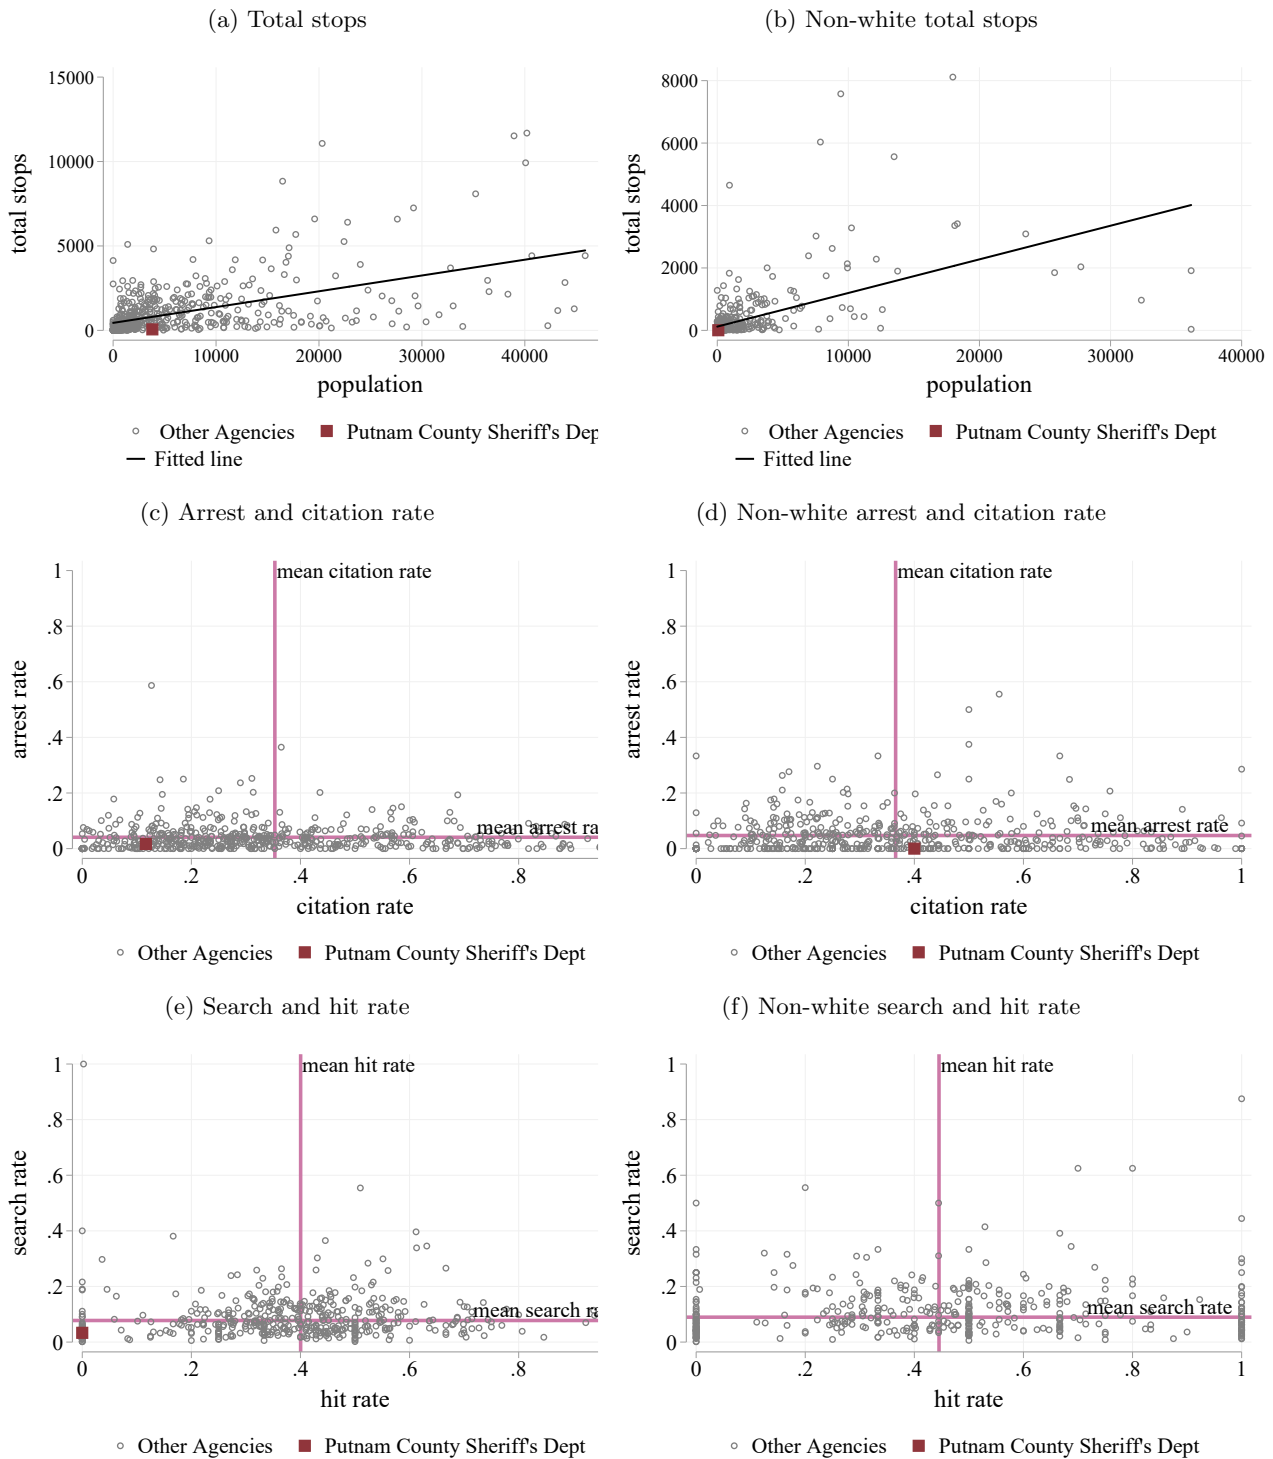 (a) Total stops
(b) Non-white total stops
15000
10000
5000
0
total stops
0 10000 20000 30000 40000
population
Other Agencies Putnam County Sheriff's Dep
Fitted line
8000
6000
4000
2000
0
total stops
0 10000 20000 30000 40000
population
Other Agencies Putnam County Sheriff's Dept
Fitted line
(c) Arrest and citation rate
(d) Non-white arrest and citation rate
1
.8
.6
.4
.2
0
arrest rate
mean citation rate
mean arrest ra
0 .2 .4 .6 .8
citation rate
Other Agencies Putnam County Sheriff's Dept
1
.8
.6
.4
.2
0
arrest rate
mean citation rate
mean arrest rate
0 .2 .4 .6 .8 1
citation rate
Other Agencies Putnam County Sheriff's Dept
(e) Search and hit rate
(f) Non-white search and hit rate
1
.8
.6
.4
.2
0
search rate
mean hit rate
mean search ra
0 .2 .4 .6 .8
hit rate
Other Agencies Putnam County Sheriff's Dept
1
.8
.6
.4
.2
0
search rate
mean hit rate
mean search rate
0 .2 .4 .6 .8 1
hit rate
Other Agencies Putnam County Sheriff's Dept